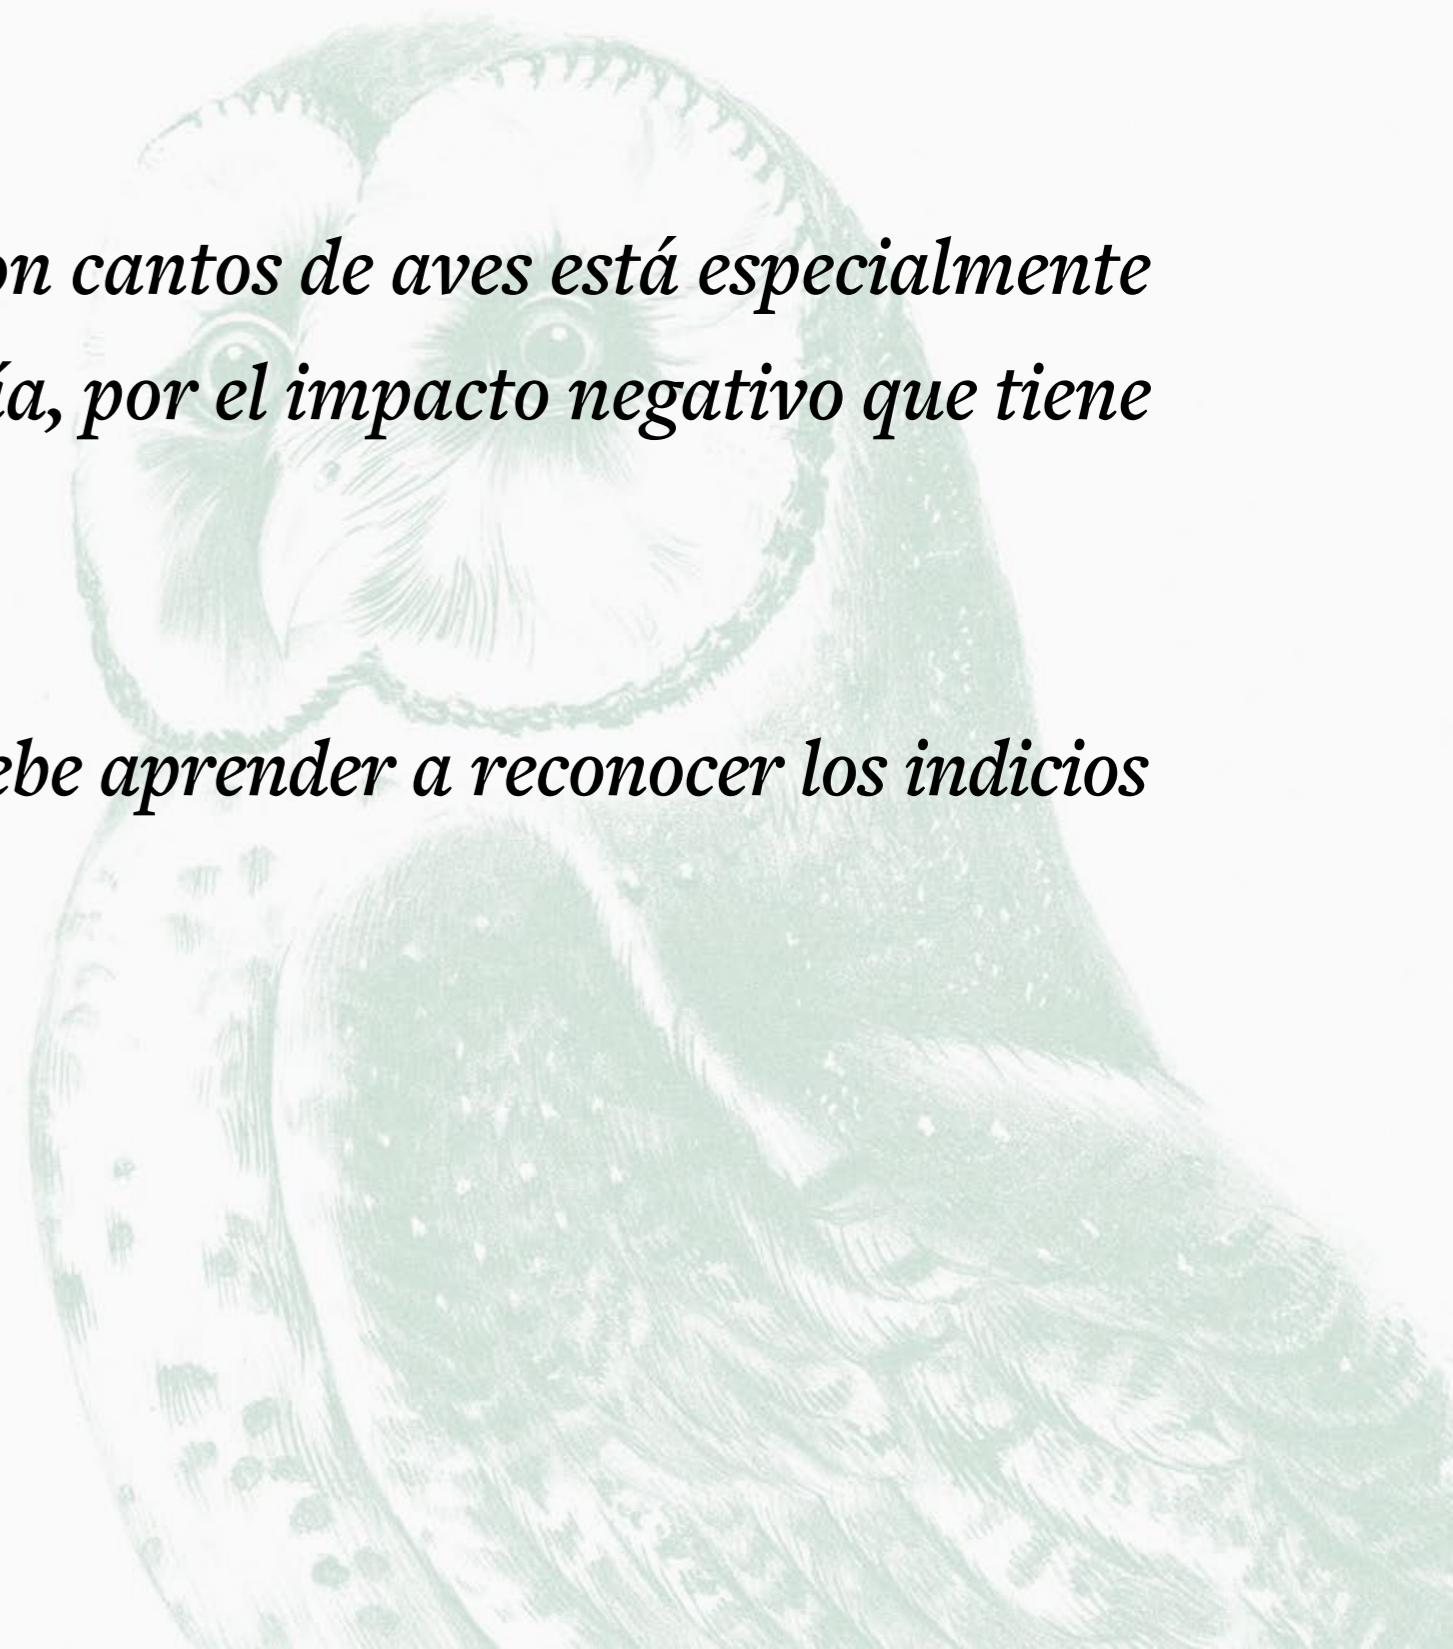 on cantos de aves está especialmente
ía, por el impacto negativo que tiene
ebe aprender a reconocer los indicios